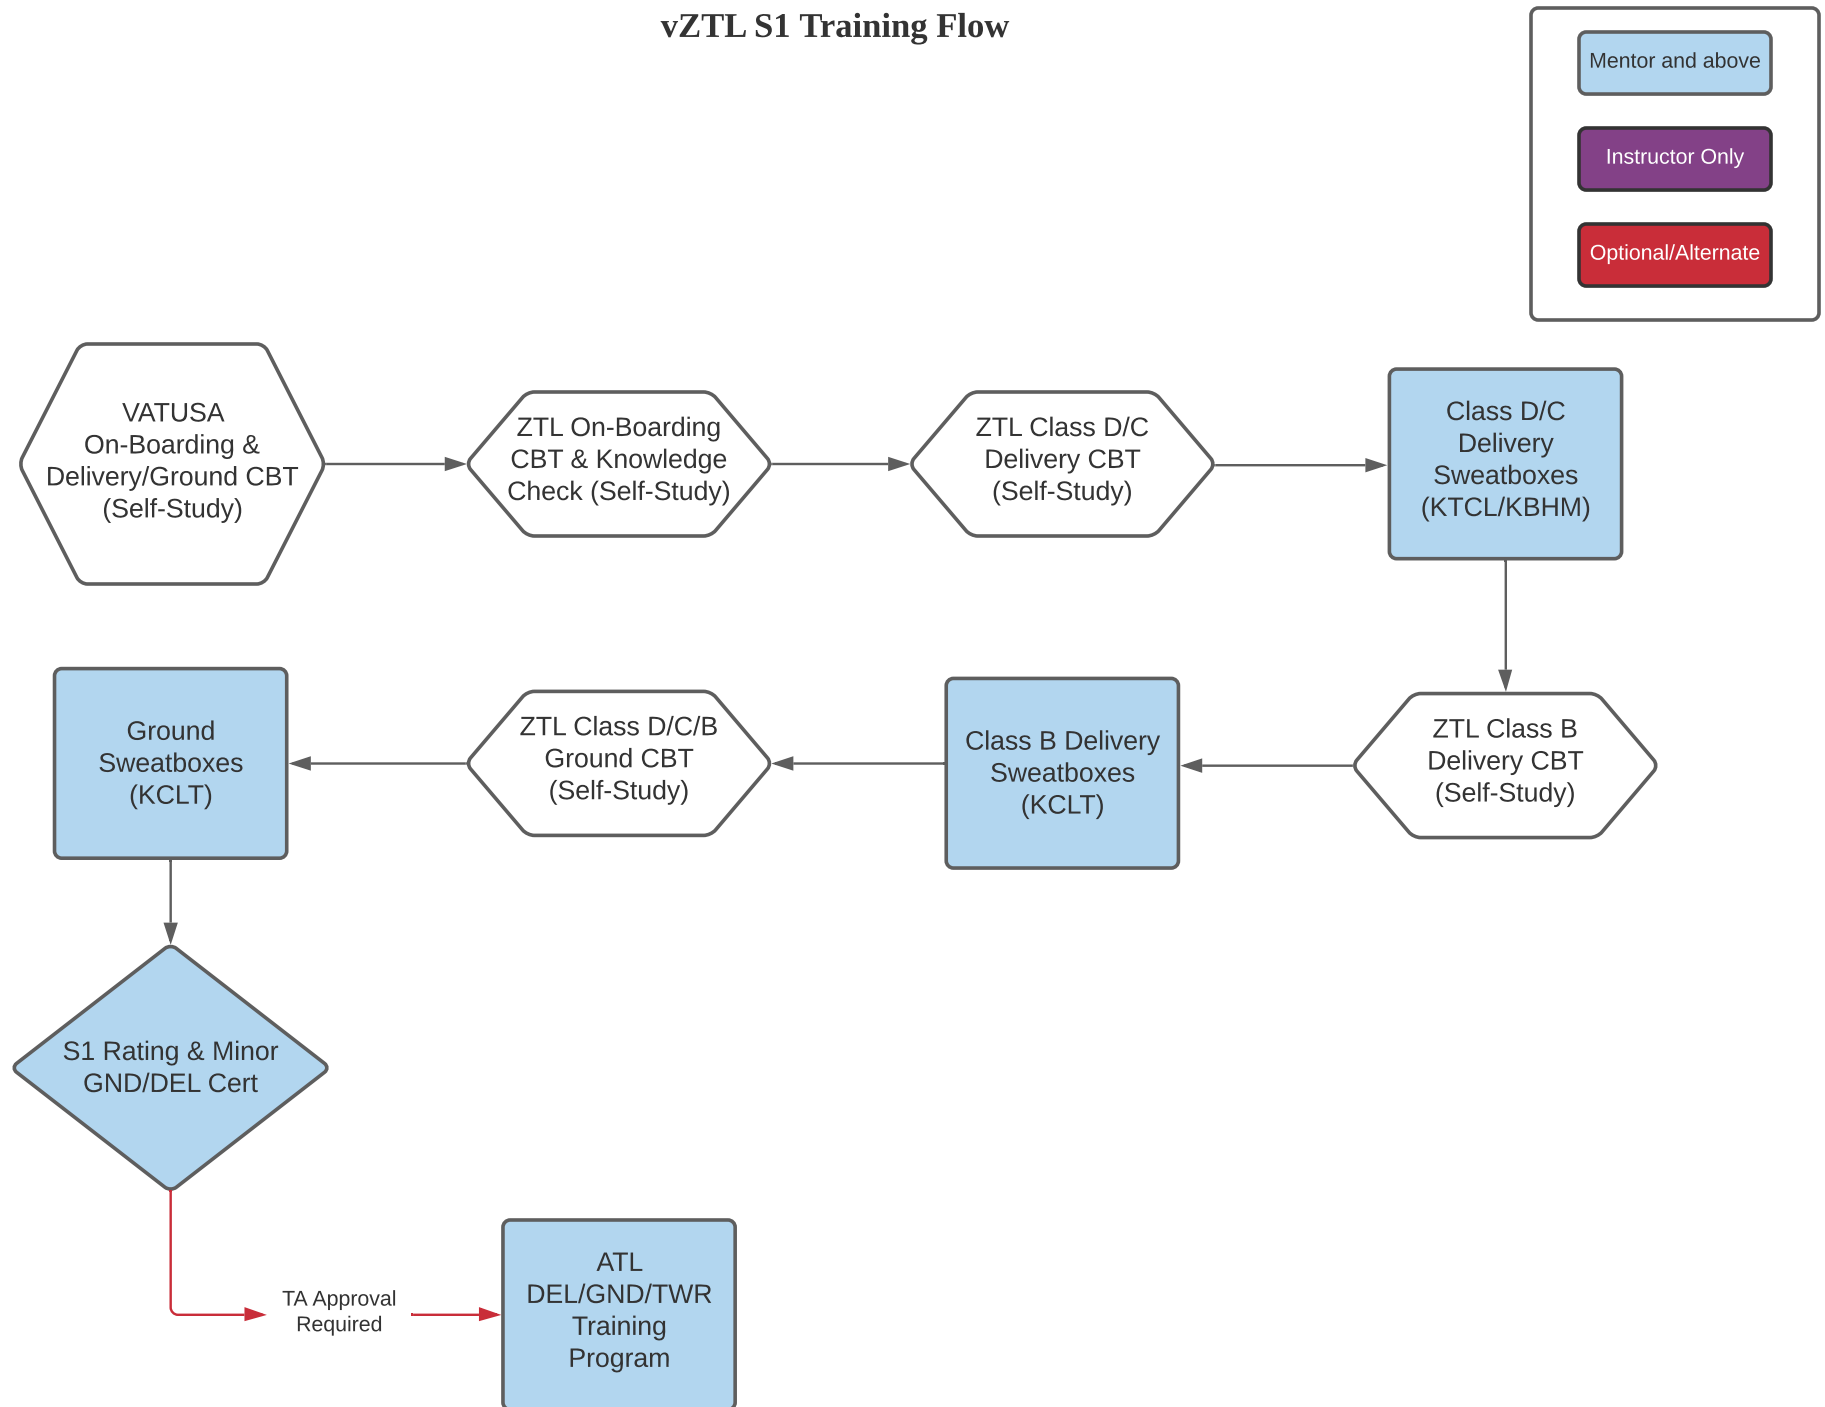 vZTL S1 Training Flow
Mentor and above
Instructor Only
Optional/Alternate
VATUSA
On-Boarding &
Delivery/Ground CBT
(Self-Study)
ZTL On-Boarding
CBT & Knowledge
Check (Self-Study)
ZTL Class D/C
Delivery CBT
(Self-Study)
Class D/C
Delivery
Sweatboxes
(KTCL/KBHM)
ZTL Class B
Delivery CBT
(Self-Study)
Class B Delivery
Sweatboxes
(KCLT)
ZTL Class D/C/B
Ground CBT
(Self-Study)
Ground
Sweatboxes
(KCLT)
S1 Rating & Minor
GND/DEL Cert
TA Approval
Required
ATL
DEL/GND/TWR
Training
Program